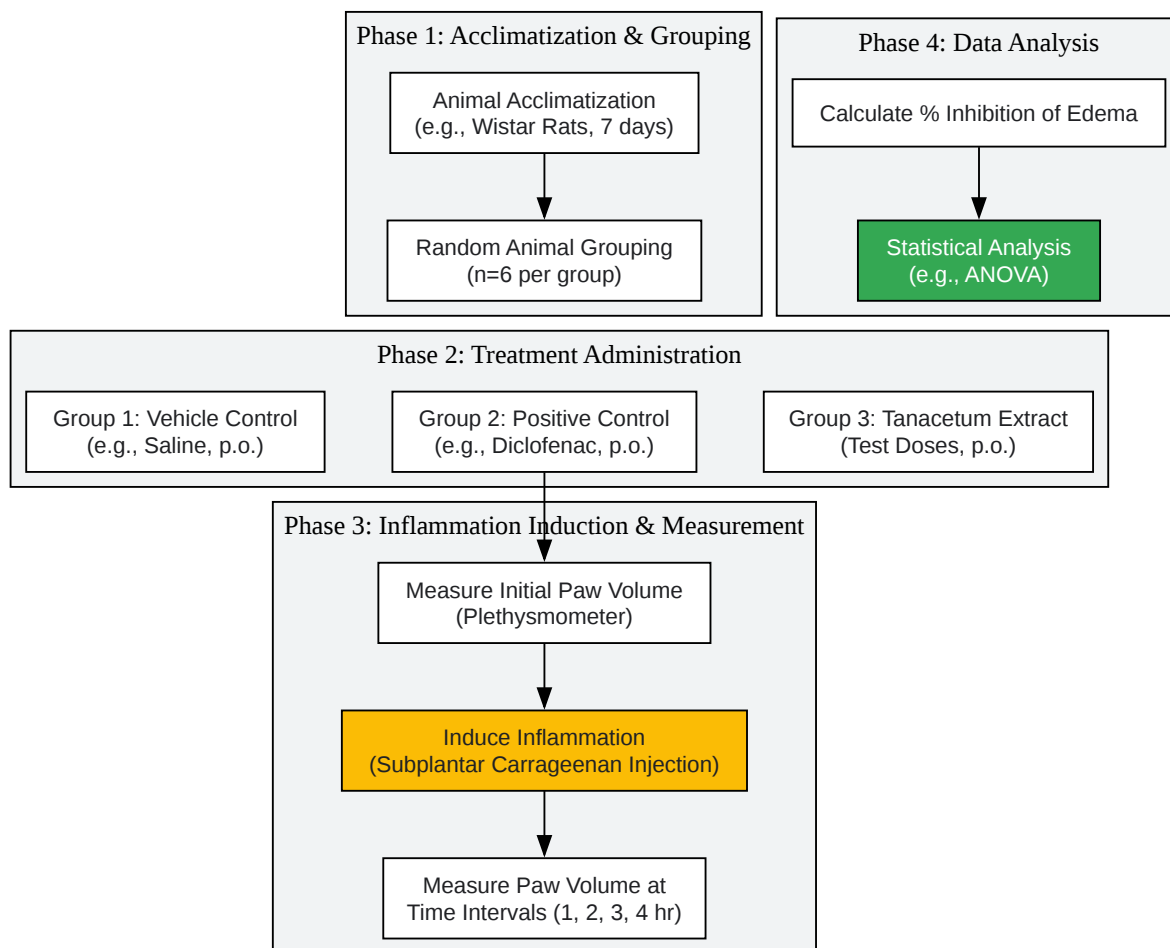 Phase 1: Acclimatization & Grouping
Animal Acclimatization
(e.g., Wistar Rats, 7 days)
Random Animal Grouping
(n=6 per group)
Phase 4: Data Analysis
Calculate % Inhibition of Edema
Statistical Analysis
(e.g., ANOVA)
Phase 2: Treatment Administration
Group 1: Vehicle Control
(e.g., Saline, p.o.)
Group 2: Positive Control
(e.g., Diclofenac, p.o.)
Group 3: Tanacetum Extract
(Test Doses, p.o.)
Phase 3: Inflammation Induction & Measurement
Measure Initial Paw Volume
(Plethysmometer)
Induce Inflammation
(Subplantar Carrageenan Injection)
Measure Paw Volume at
Time Intervals (1, 2, 3, 4 hr)